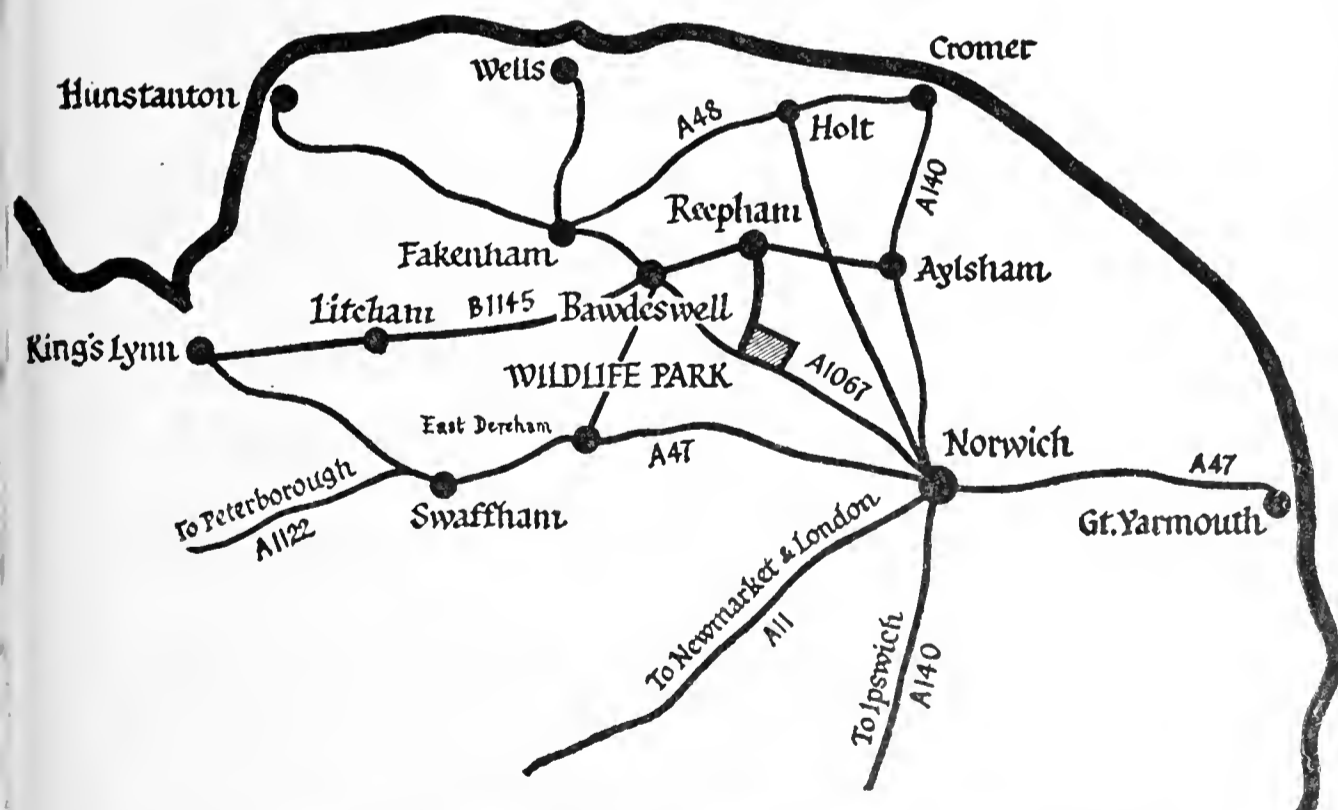 Cromer
Wells
Hunstanton
A48
Holt
A140
Reepham
Fakenham
Aylsham
Litcham
B1145
Bawdeswell
King's Lynn
WILDLIFE PARK
A1067
East Dereham
A47
Norwich
A47
To Peterborough
A1122
Swaffham
Gt. Yarmouth
To Newmarket & London
A11
To Ipswich
A140